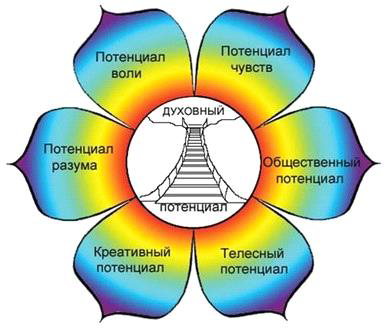 Потенциал
воли
Потенциал
чувств
ДУХОВНЫЙ
Потенциал
разума
Общественный
потенциал
потенциал
Креативный
потенциал
Телесный
потенциал